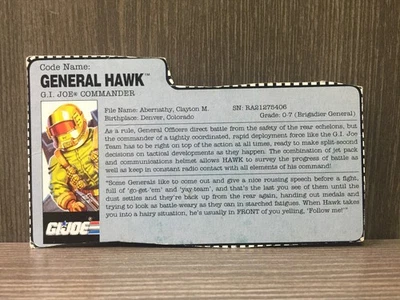 Code Name:
GENERAL HAWK™
G.I. JOE® COMMANDER
File Name: Abernathy, Clayton M. SN: RA21275406
Birthplace: Denver, Colorado Grade: O-7 (Brigadier General)
As a rule, General Officers direct battle from the safety of the rear echelons, but
the commander of a tightly coordinated, rapid deployment force like the G.I. Joe
Team has to be right on top of the action at all times, ready to make split-second
decisions on tactical developments as they happen. The combination of jet pack
and communications helmet allows HAWK to survey the progress of battle as
well as keep in constant radio contact with all elements of his command!
"Some Generals like to come out and give a nice rousing speech before a fight,
full of 'go-get 'em' and 'yay-team', and that's the last you see of them until the
dust settles and they're back up from the rear again, handing out medals and
trying to look as battle weary as they can in starched fatigues. When Hawk takes
you into a hairy situation, he's usually in FRONT of you yelling, 'Follow me!'"
G.I. JOE